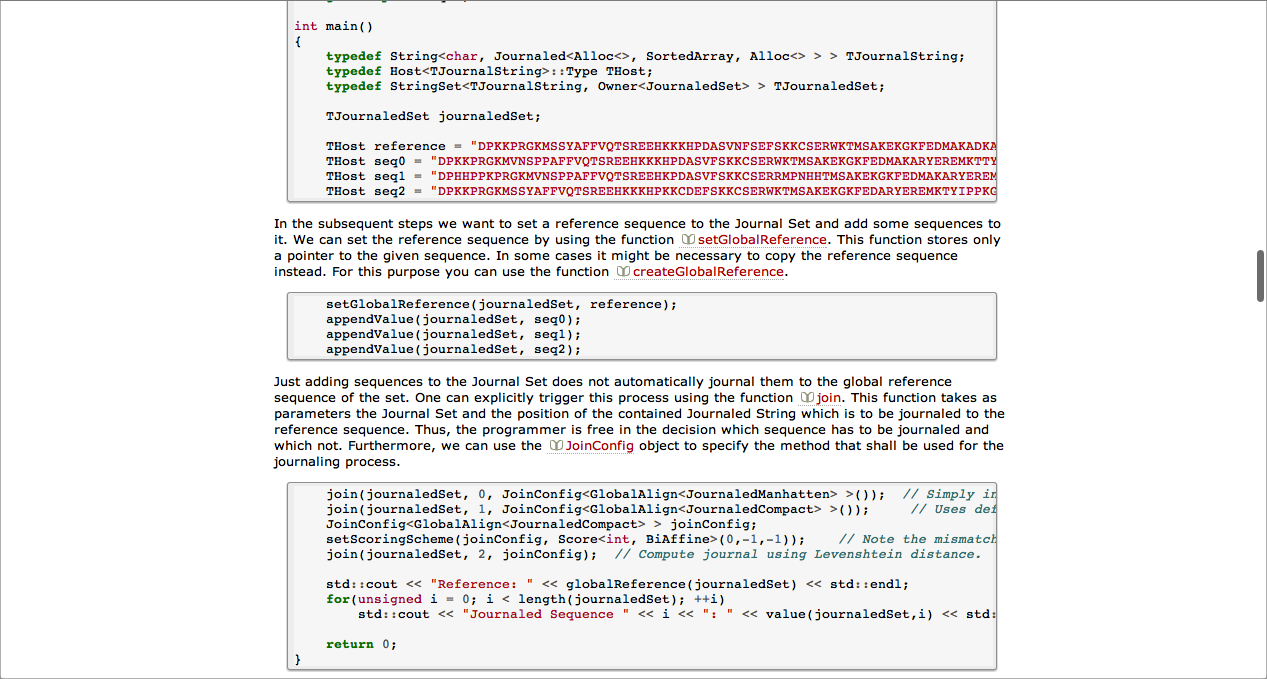 int main()
{
    typedef String<char, Journaled<Alloc<>, SortedArray, Alloc<> > > TJournalString;
    typedef Host<TJournalString>::Type THost;
    typedef StringSet<TJournalString, Owner<JournaledSet> > TJournaledSet;
    TJournaledSet journaledSet;
    THost reference = "DPKKPRGKMSSYAFFVQTSREEHKKKHPDASVNFSEFSKKCSERWKTMSAKEKGKFEDMAKADKA
    THost seq0 = "DPKKPRGKMVNSPPAFFVQTSREEHKKKHPDASVFSKKCSERWKTMSAKEKGKFEDMAKARYEREMKTTY
    THost seq1 = "DPHHPPKPRGKMVNSPPAFFVQTSREEHKPDASVFSKKCSERRMPNHHTMSAKEKGKFEDMAKARYEREM
    THost seq2 = "DPKKPRGKMSSYAFFVQTSREEHKKKHPKKCDEFSKKCSERWKTMSAKEKGKFEDARYEREMKTYIPPKG
In the subsequent steps we want to set a reference sequence to the Journal Set and add some sequences to
it. We can set the reference sequence by using the function setGlobalReference. This function stores only
a pointer to the given sequence. In some cases it might be necessary to copy the reference sequence
instead. For this purpose you can use the function createGlobalReference.
    setGlobalReference(journaledSet, reference);
    appendValue(journaledSet, seq0);
    appendValue(journaledSet, seq1);
    appendValue(journaledSet, seq2);
Just adding sequences to the Journal Set does not automatically journal them to the global reference
sequence of the set. One can explicitly trigger this process using the function join. This function takes as
parameters the Journal Set and the position of the contained Journaled String which is to be journaled to the
reference sequence. Thus, the programmer is free in the decision which sequence has to be journaled and
which not. Furthermore, we can use the JoinConfig object to specify the method that shall be used for the
journaling process.
    join(journaledSet, 0, JoinConfig<GlobalAlign<JournaledManhatten> >());  // Simply in
    join(journaledSet, 1, JoinConfig<GlobalAlign<JournaledCompact> >());     // Uses def
    JoinConfig<GlobalAlign<JournaledCompact> > joinConfig;
    setScoringScheme(joinConfig, Score<int, BiAffine>(0,-1,-1));    // Note the mismatch
    join(journaledSet, 2, joinConfig);  // Compute journal using Levenshtein distance.
    std::cout << "Reference: " << globalReference(journaledSet) << std::endl;
    for(unsigned i = 0; i < length(journaledSet); ++i)
        std::cout << "Journaled Sequence " << i << ": " << value(journaledSet,i) << std:
    return 0;
}